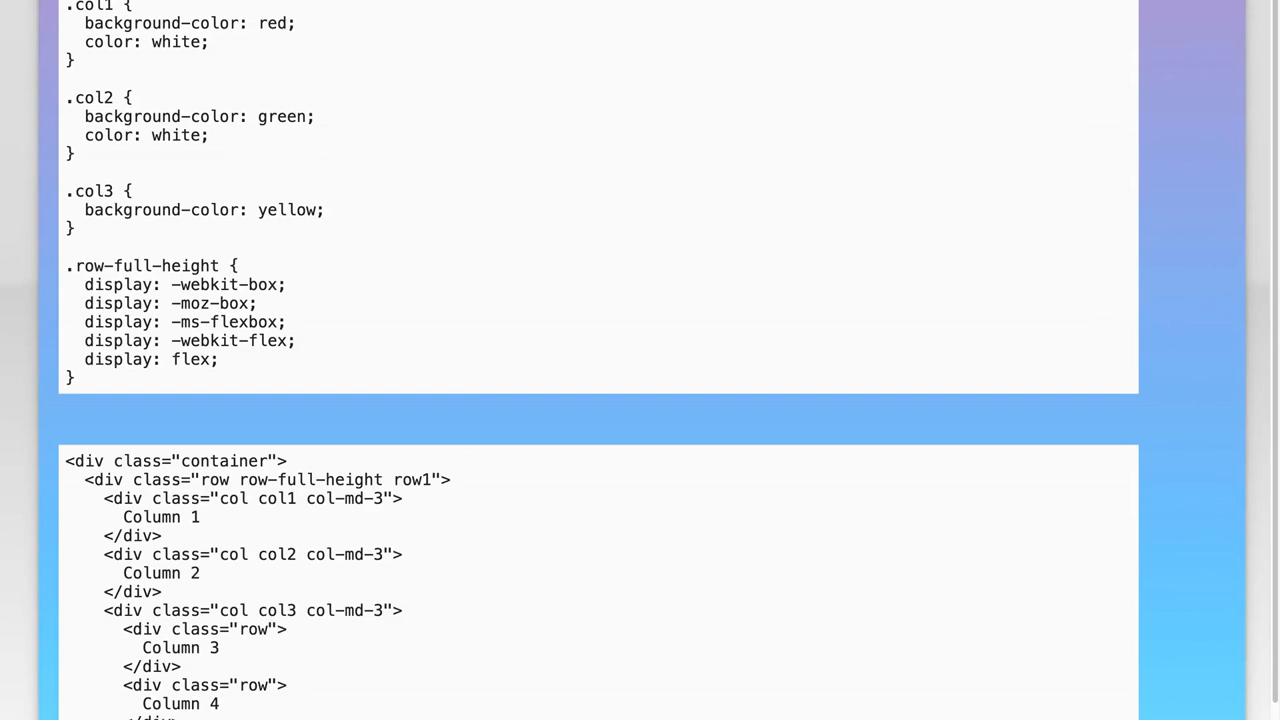 .col1 {
  background-color: red;
  color: white;
}
.col2 {
  background-color: green;
  color: white;
}
.col3 {
  background-color: yellow;
}
.row-full-height {
  display: -webkit-box;
  display: -moz-box;
  display: -ms-flexbox;
  display: -webkit-flex;
  display: flex;
}
<div class="container">
  <div class="row row-full-height row1">
    <div class="col col1 col-md-3">
      Column 1
    </div>
    <div class="col col2 col-md-3">
      Column 2
    </div>
    <div class="col col3 col-md-3">
      <div class="row">
        Column 3
      </div>
      <div class="row">
        Column 4
      </div>